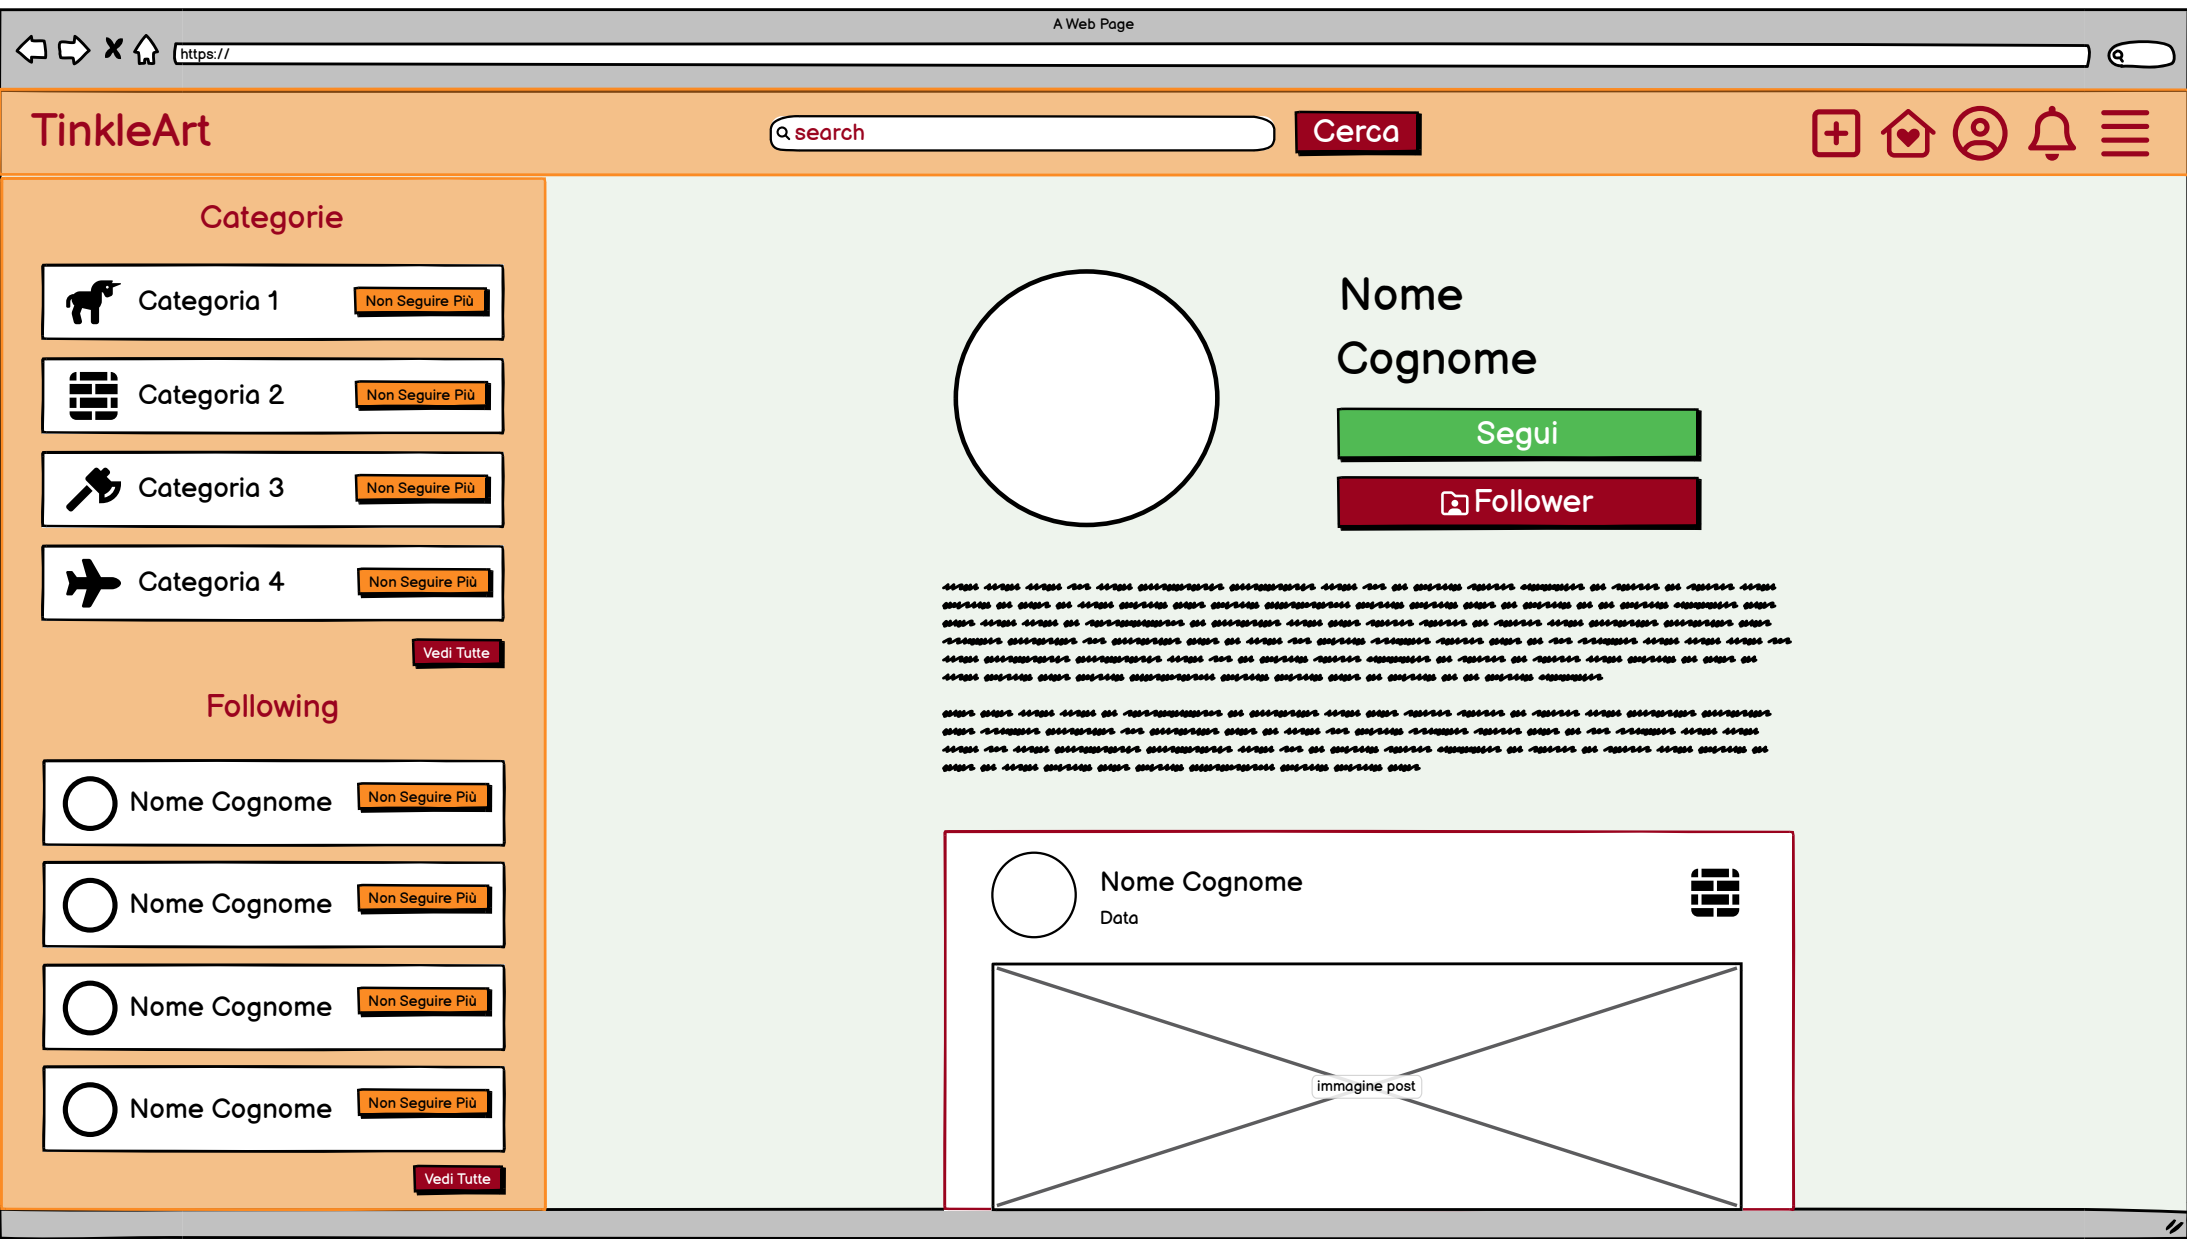 A Web Page
https://
TinkleArt
search
Cerca
Categorie
Categoria 1
Non Seguire Più
Categoria 2
Non Seguire Più
Categoria 3
Non Seguire Più
Categoria 4
Non Seguire Più
Vedi Tutte
Following
Nome Cognome
Non Seguire Più
Nome Cognome
Non Seguire Più
Nome Cognome
Non Seguire Più
Nome Cognome
Non Seguire Più
Vedi Tutte
Nome
Cognome
Segui
Follower
Nome Cognome
Data
immagine post